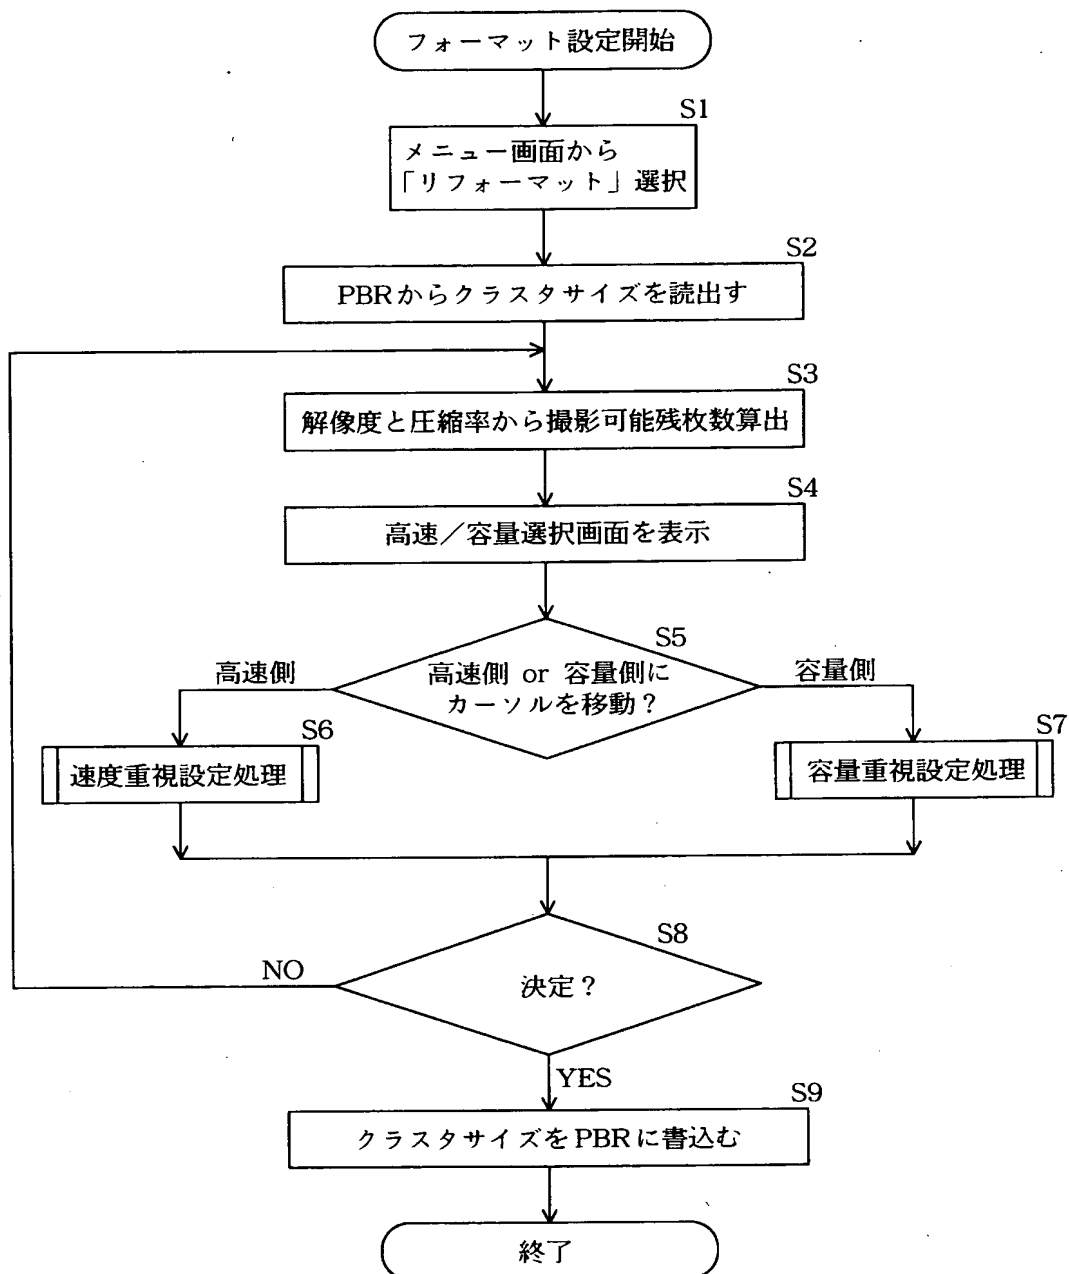 フォーマット設定開始
S1
メニュー画面から
「リフォーマット」選択
S2
PBRからクラスタサイズを読出す
S3
解像度と圧縮率から撮影可能残枚数算出
S4
高速／容量選択画面を表示
S5
高速側 or 容量側に
カーソルを移動？
高速側
容量側
S6
速度重視設定処理
S7
容量重視設定処理
S8
決定？
NO
YES
S9
クラスタサイズをPBRに書込む
終了